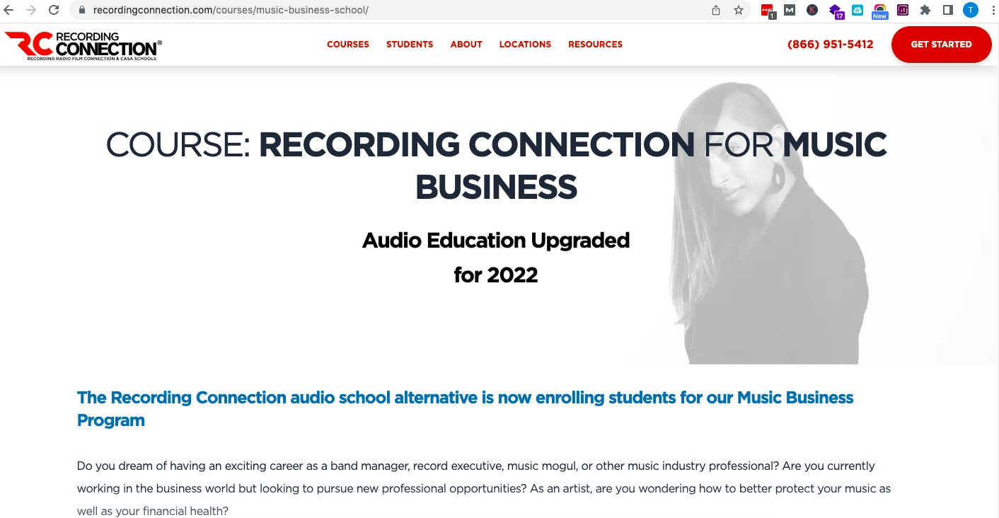 recordingconnection.com/courses/music-business-school/
1
M
K
17
New
T
RC RECORDING
CONNECTION®
RECORDING RADIO FILM CONNECTION & CASA SCHOOLS
COURSES STUDENTS ABOUT LOCATIONS RESOURCES (866) 951-5412 GET STARTED
COURSE: RECORDING CONNECTION FOR MUSIC
BUSINESS
Audio Education Upgraded
for 2022
The Recording Connection audio school alternative is now enrolling students for our Music Business
Program
Do you dream of having an exciting career as a band manager, record executive, music mogul, or other music industry professional? Are you currently
working in the business world but looking to pursue new professional opportunities? As an artist, are you wondering how to better protect your music as
well as your financial health?